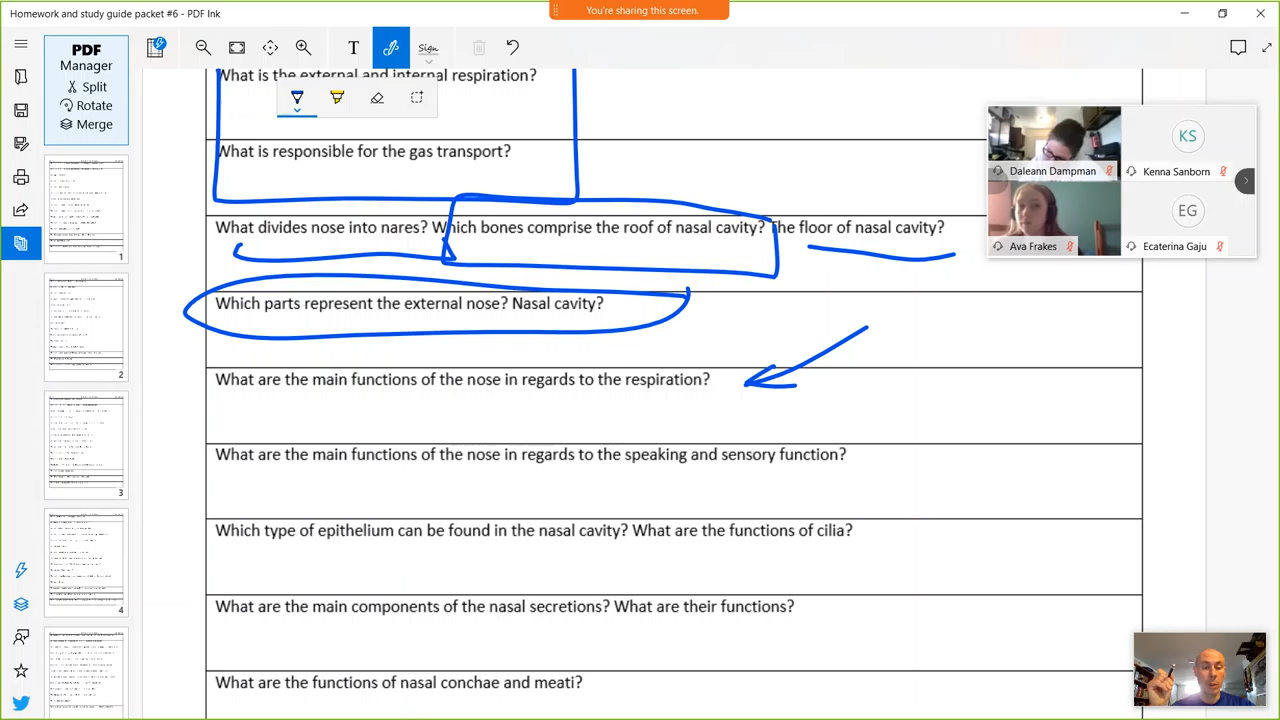 Homework and study guide packet #6 - PDF Ink
You're sharing this screen.
PDF
Manager
Split
Rotate
Merge
T
Sign
What is the external and internal respiration?
What is responsible for the gas transport?
What divides nose into nares? Which bones comprise the roof of nasal cavity? The floor of nasal cavity?
Which parts represent the external nose? Nasal cavity?
What are the main functions of the nose in regards to the respiration?
What are the main functions of the nose in regards to the speaking and sensory function?
Which type of epithelium can be found in the nasal cavity? What are the functions of cilia?
What are the main components of the nasal secretions? What are their functions?
What are the functions of nasal conchae and meati?
1
2
3
4
Daleann Dampman
KS
Kenna Sanborn
Ava Frakes
EG
Ecaterina Gaju